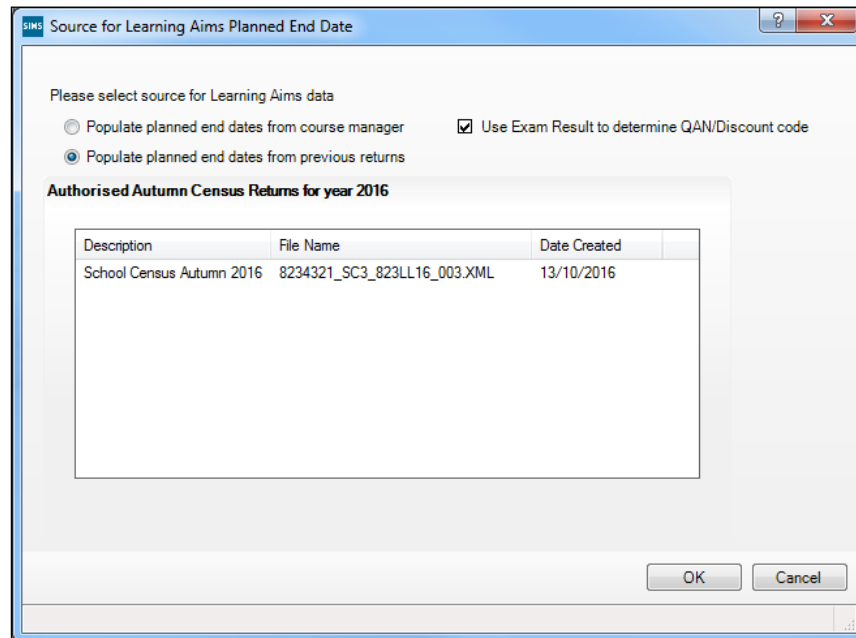 SIMS Source for Learning Aims Planned End Date
? X
Please select source for Learning Aims data
Populate planned end dates from course manager Use Exam Result to determine QAN/Discount code
Populate planned end dates from previous returns
Authorised Autumn Census Returns for year 2016
Description File Name Date Created
School Census Autumn 2016 8234321_SC3_823LL16_003.XML 13/10/2016
OK Cancel